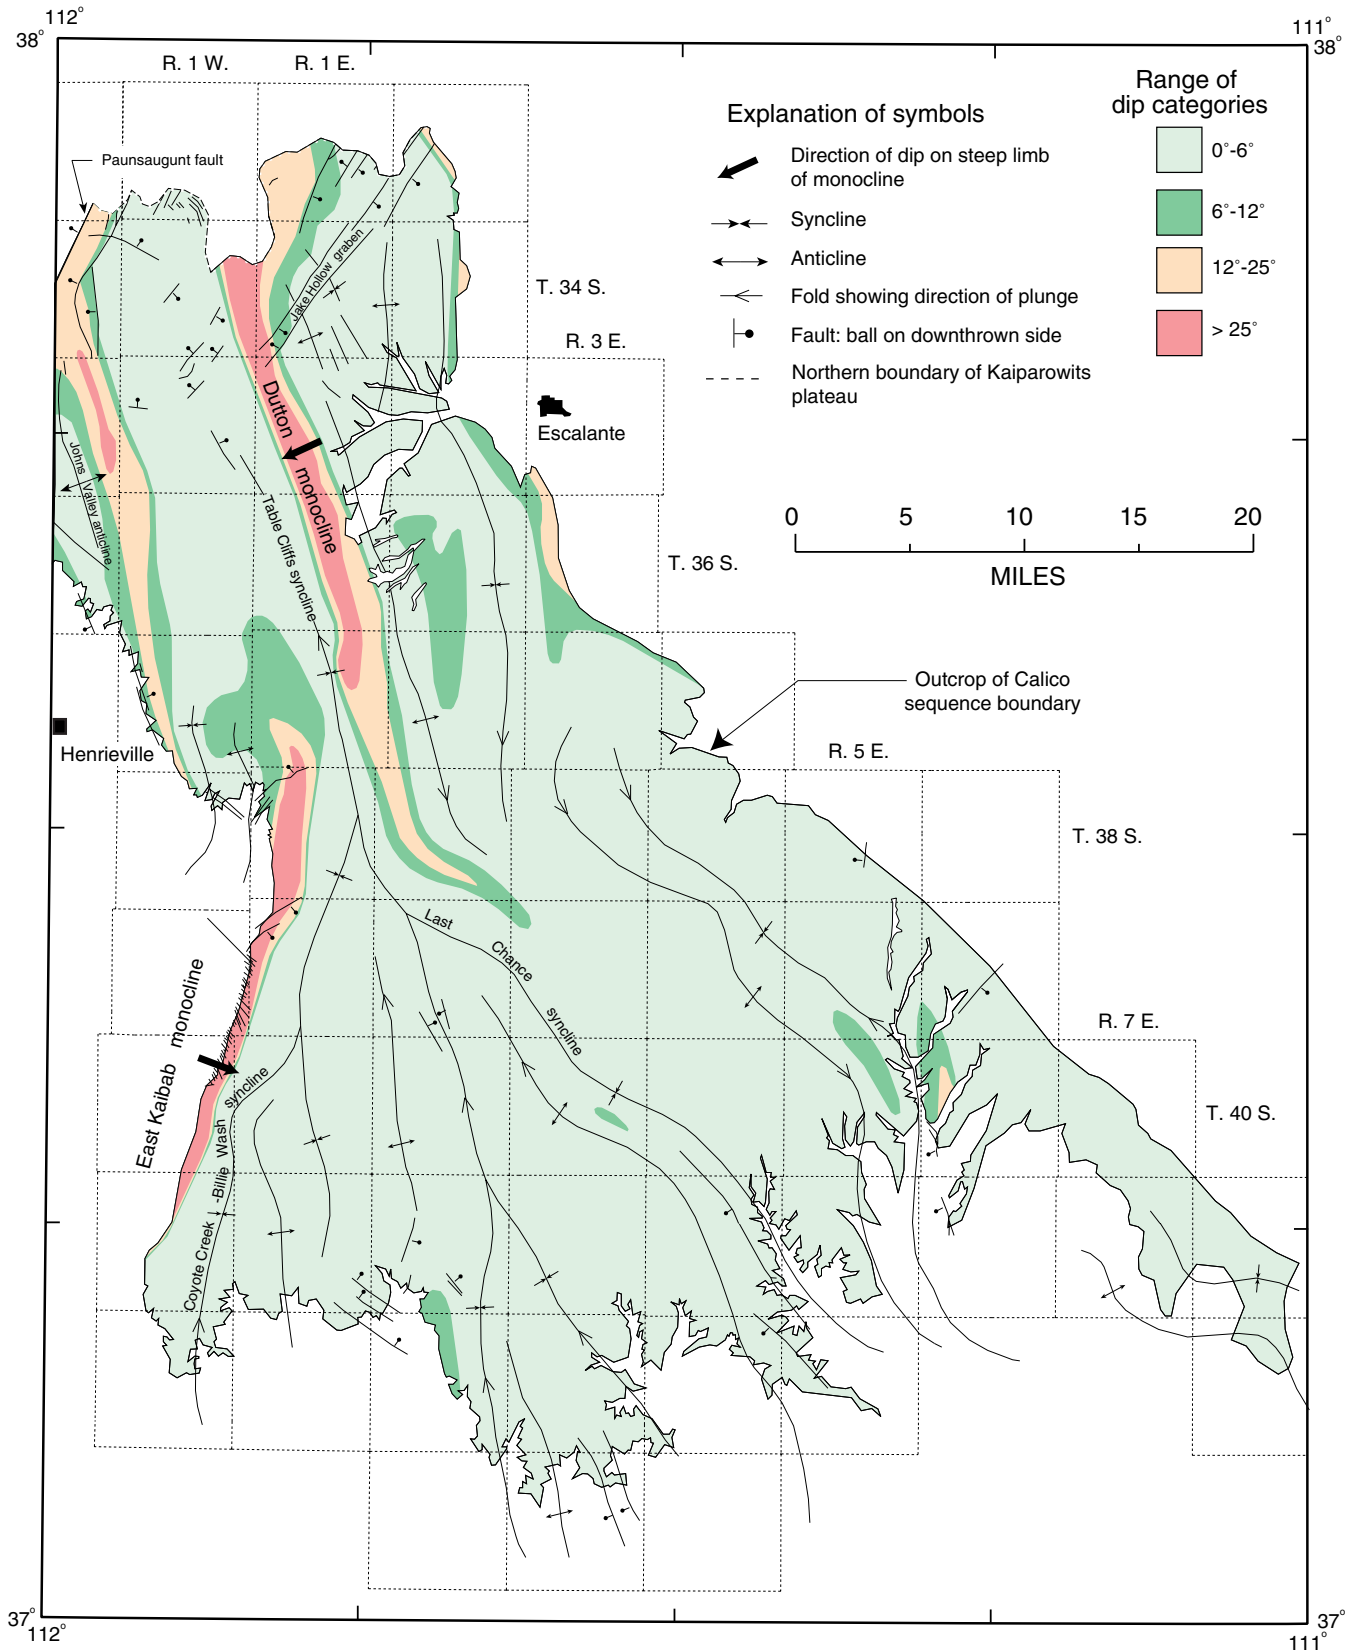 112°
111°
38°
38°
R. 1 W.
R. 1 E.
Range of
dip categories
0°-6°
6°-12°
12°-25°
> 25°
Explanation of symbols
Direction of dip on steep limb
of monocline
Syncline
Anticline
Fold showing direction of plunge
Fault: ball on downthrown side
Northern boundary of Kaiparowits
plateau
Paunsaugunt fault
Jake Hollow graben
T. 34 S.
R. 3 E.
Dutton monocline
Escalante
Johns Valley anticline
Table Cliffs syncline
0 5 10 15 20
MILES
T. 36 S.
Outcrop of Calico
sequence boundary
Henrieville
R. 5 E.
T. 38 S.
Last Chance syncline
East Kaibab monocline
R. 7 E.
Coyote Creek -Billie Wash syncline
T. 40 S.
37°
37°
112°
111°